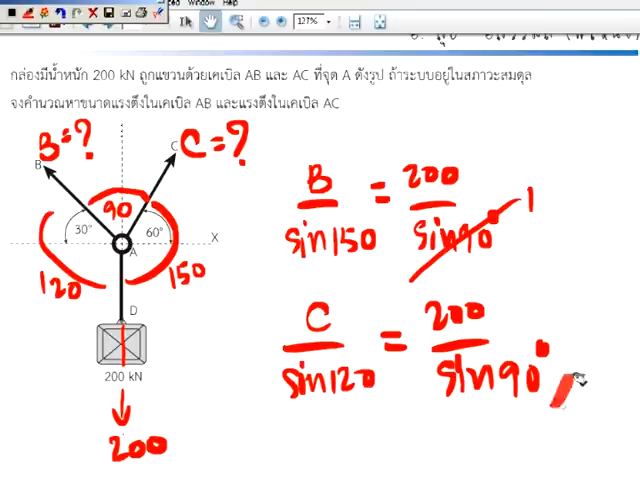 Window Help
127%
กล่องมีน้ำหนัก 200 kN ถูกแขวนด้วยเคเบิล AB และ AC ที่จุด A ดังรูป ถ้าระบบอยู่ในสภาวะสมดุล
จงคำนวณหาขนาดแรงตึงในเคเบิล AB และแรงตึงในเคเบิล AC
B=? C=?
B C
90
30° 60° X
A
120 150
D
200 kN
200
B/sin150 = 200/sin90 1
C/sin120 = 200/sin90°